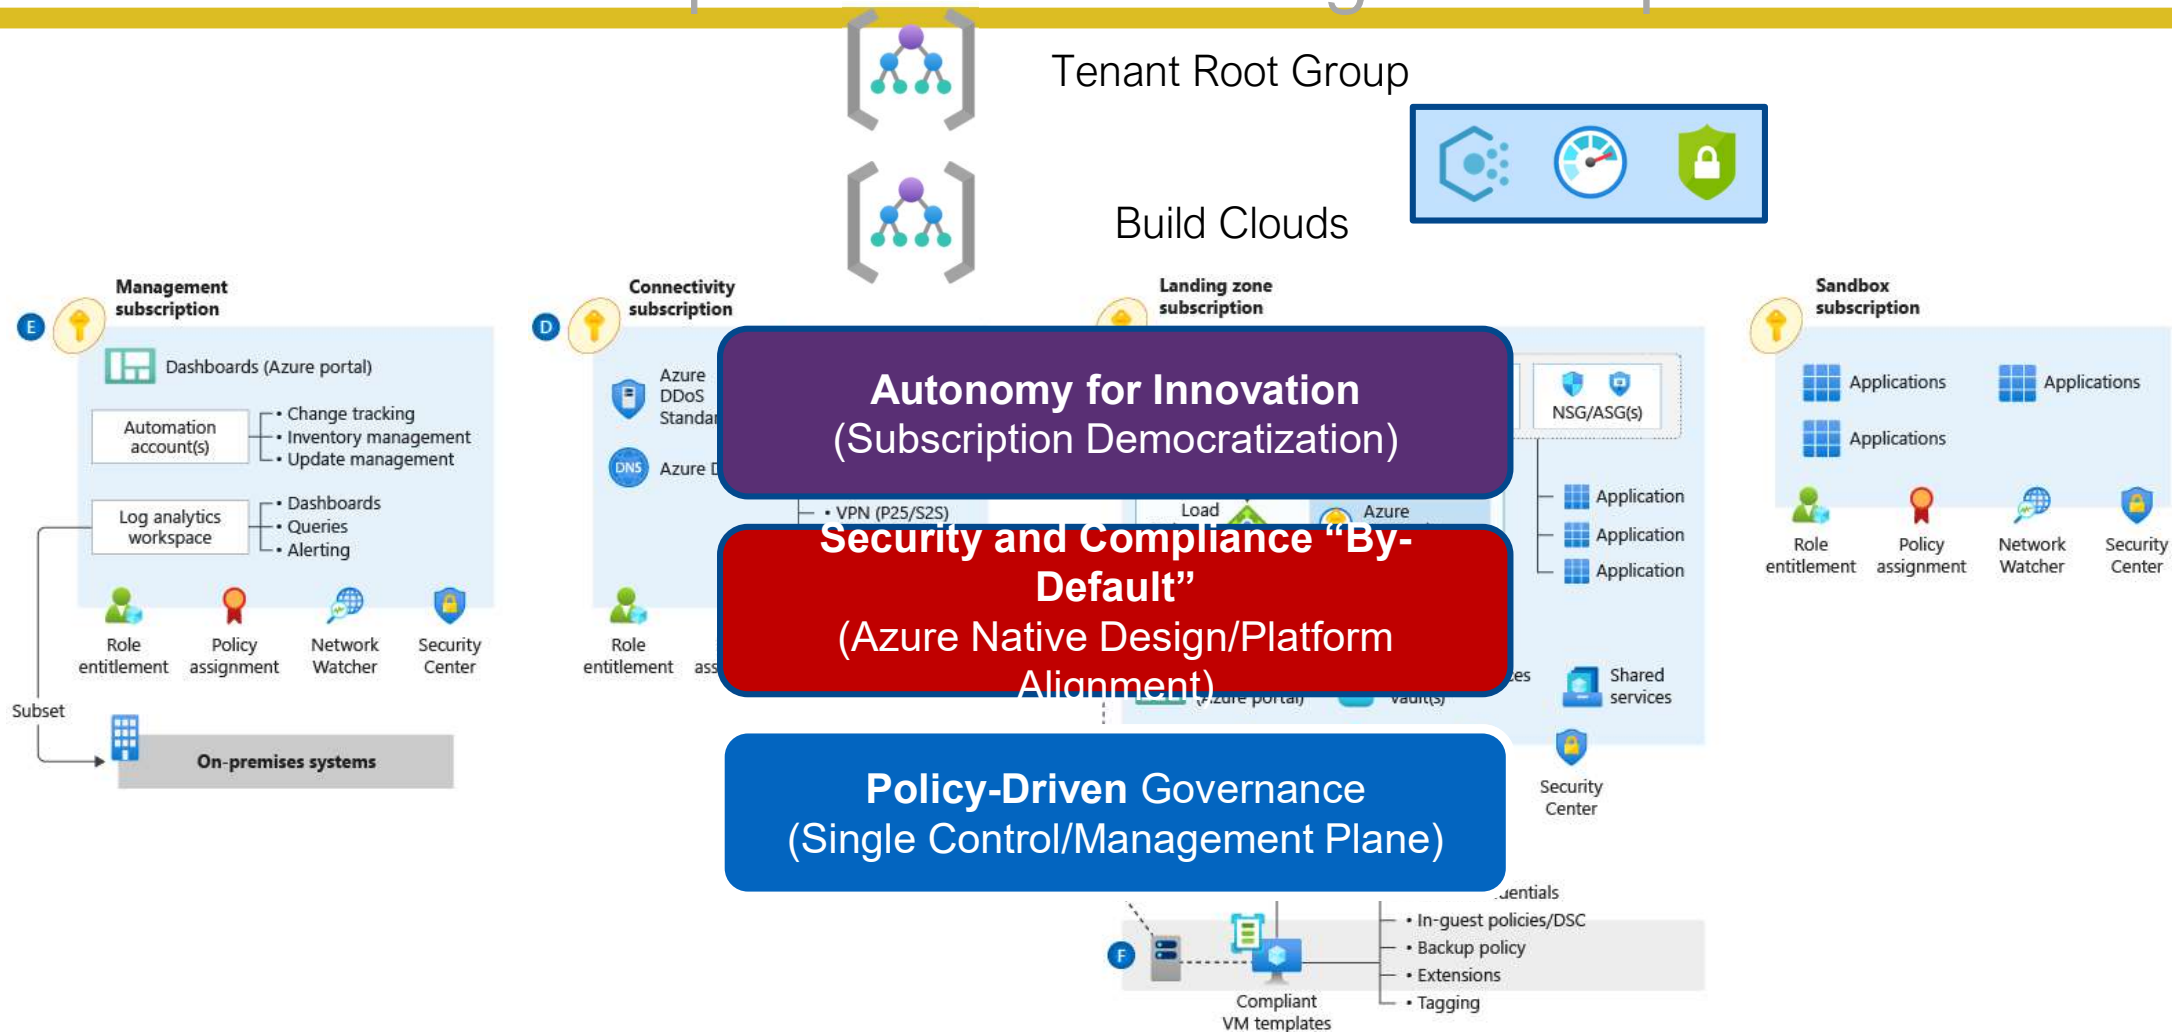 Tenant Root Group
Build Clouds
Management
subscription
E
Dashboards (Azure portal)
Automation
account(s)
• Change tracking
• Inventory management
• Update management
Log analytics
workspace
• Dashboards
• Queries
• Alerting
Role
entitlement
Policy
assignment
Network
Watcher
Security
Center
Subset
On-premises systems
Connectivity
subscription
D
Azure
DDoS
DNS
Azure
• VPN (P25/S2S)
Role
entitlement
Landing zone
subscription
NSG/ASG(s)
Load
Azure
Application
Application
Application
(Azure portal)
Shared
services
Security
Center
Autonomy for Innovation
(Subscription Democratization)
Security and Compliance “By-
Default”
(Azure Native Design/Platform
Alignment)
Policy-Driven Governance
(Single Control/Management Plane)
• In-guest policies/DSC
• Backup policy
• Extensions
• Tagging
F
Compliant
VM templates
Sandbox
subscription
Applications
Applications
Applications
Role
entitlement
Policy
assignment
Network
Watcher
Security
Center